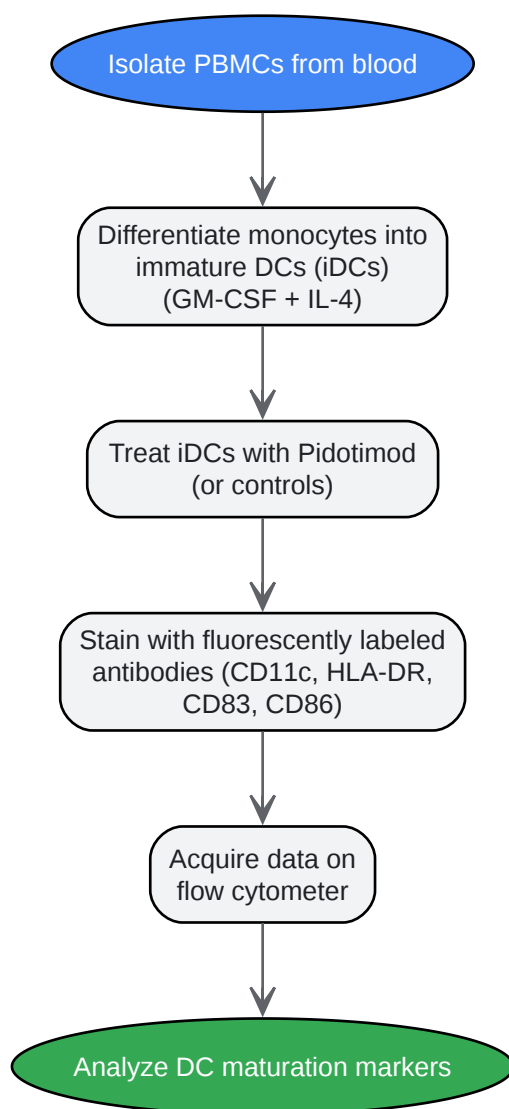 Isolate PBMCs from blood
Differentiate monocytes into
immature DCs (iDCs)
(GM-CSF + IL-4)
Treat iDCs with Pidotimod
(or controls)
Stain with fluorescently labeled
antibodies (CD11c, HLA-DR,
CD83, CD86)
Acquire data on
flow cytometer
Analyze DC maturation markers